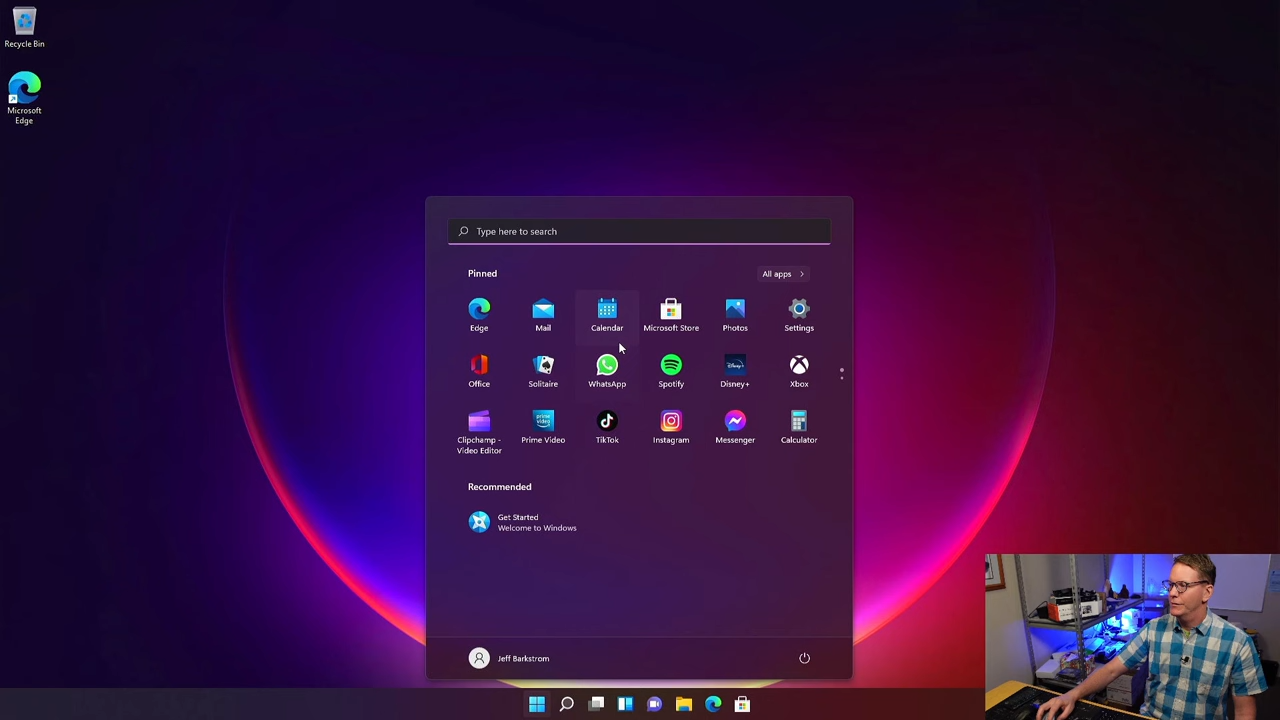 Recycle Bin
Microsoft
Edge
Type here to search
Pinned
All apps
Edge
Mail
Calendar
Microsoft Store
Photos
Settings
Office
Solitaire
WhatsApp
Spotify
Disney+
Xbox
Clipchamp -
Video Editor
prime
video
Prime Video
TikTok
Instagram
Messenger
Calculator
Recommended
Get Started
Welcome to Windows
Jeff Barkstrom